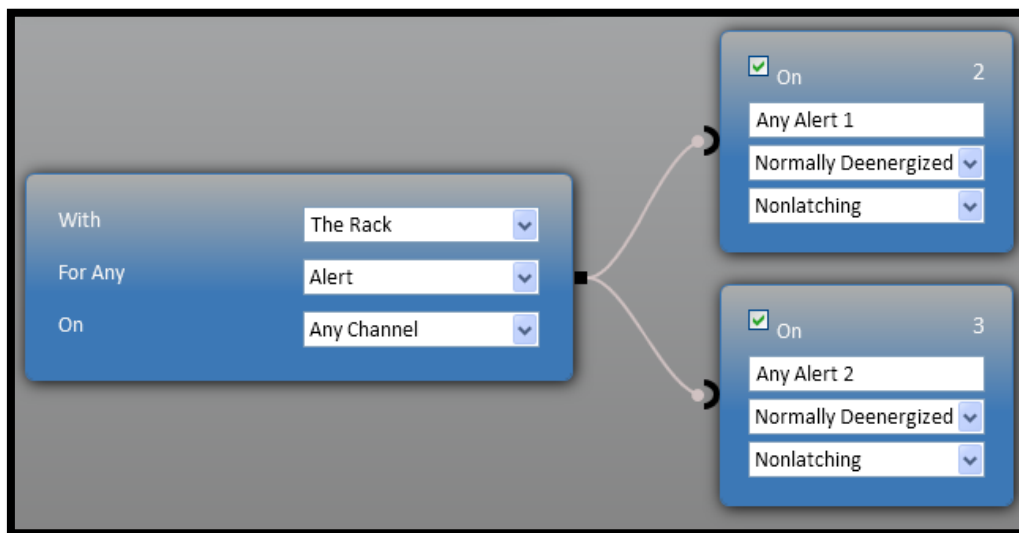 With The Rack
For Any Alert
On Any Channel
On 2
Any Alert 1
Normally Deenergized
Nonlatching
On 3
Any Alert 2
Normally Deenergized
Nonlatching